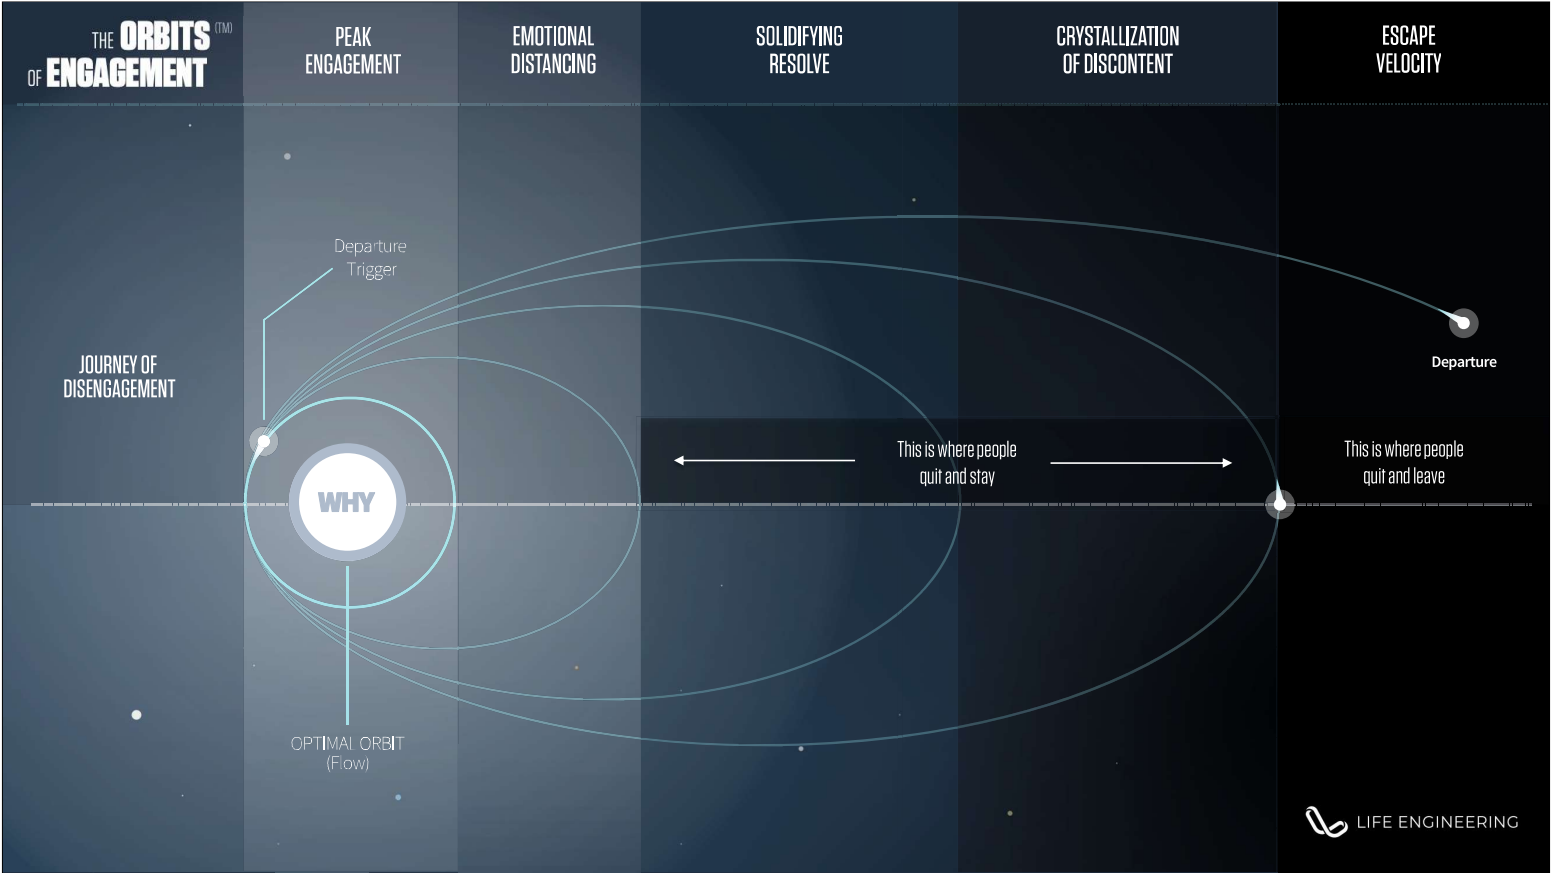 THE ORBITS (TM)
OF ENGAGEMENT
PEAK
ENGAGEMENT
EMOTIONAL
DISTANCING
SOLIDIFYING
RESOLVE
CRYSTALLIZATION
OF DISCONTENT
ESCAPE
VELOCITY
Departure
Trigger
JOURNEY OF
DISENGAGEMENT
Departure
This is where people
quit and stay
This is where people
quit and leave
WHY
OPTIMAL ORBIT
(Flow)
LIFE ENGINEERING